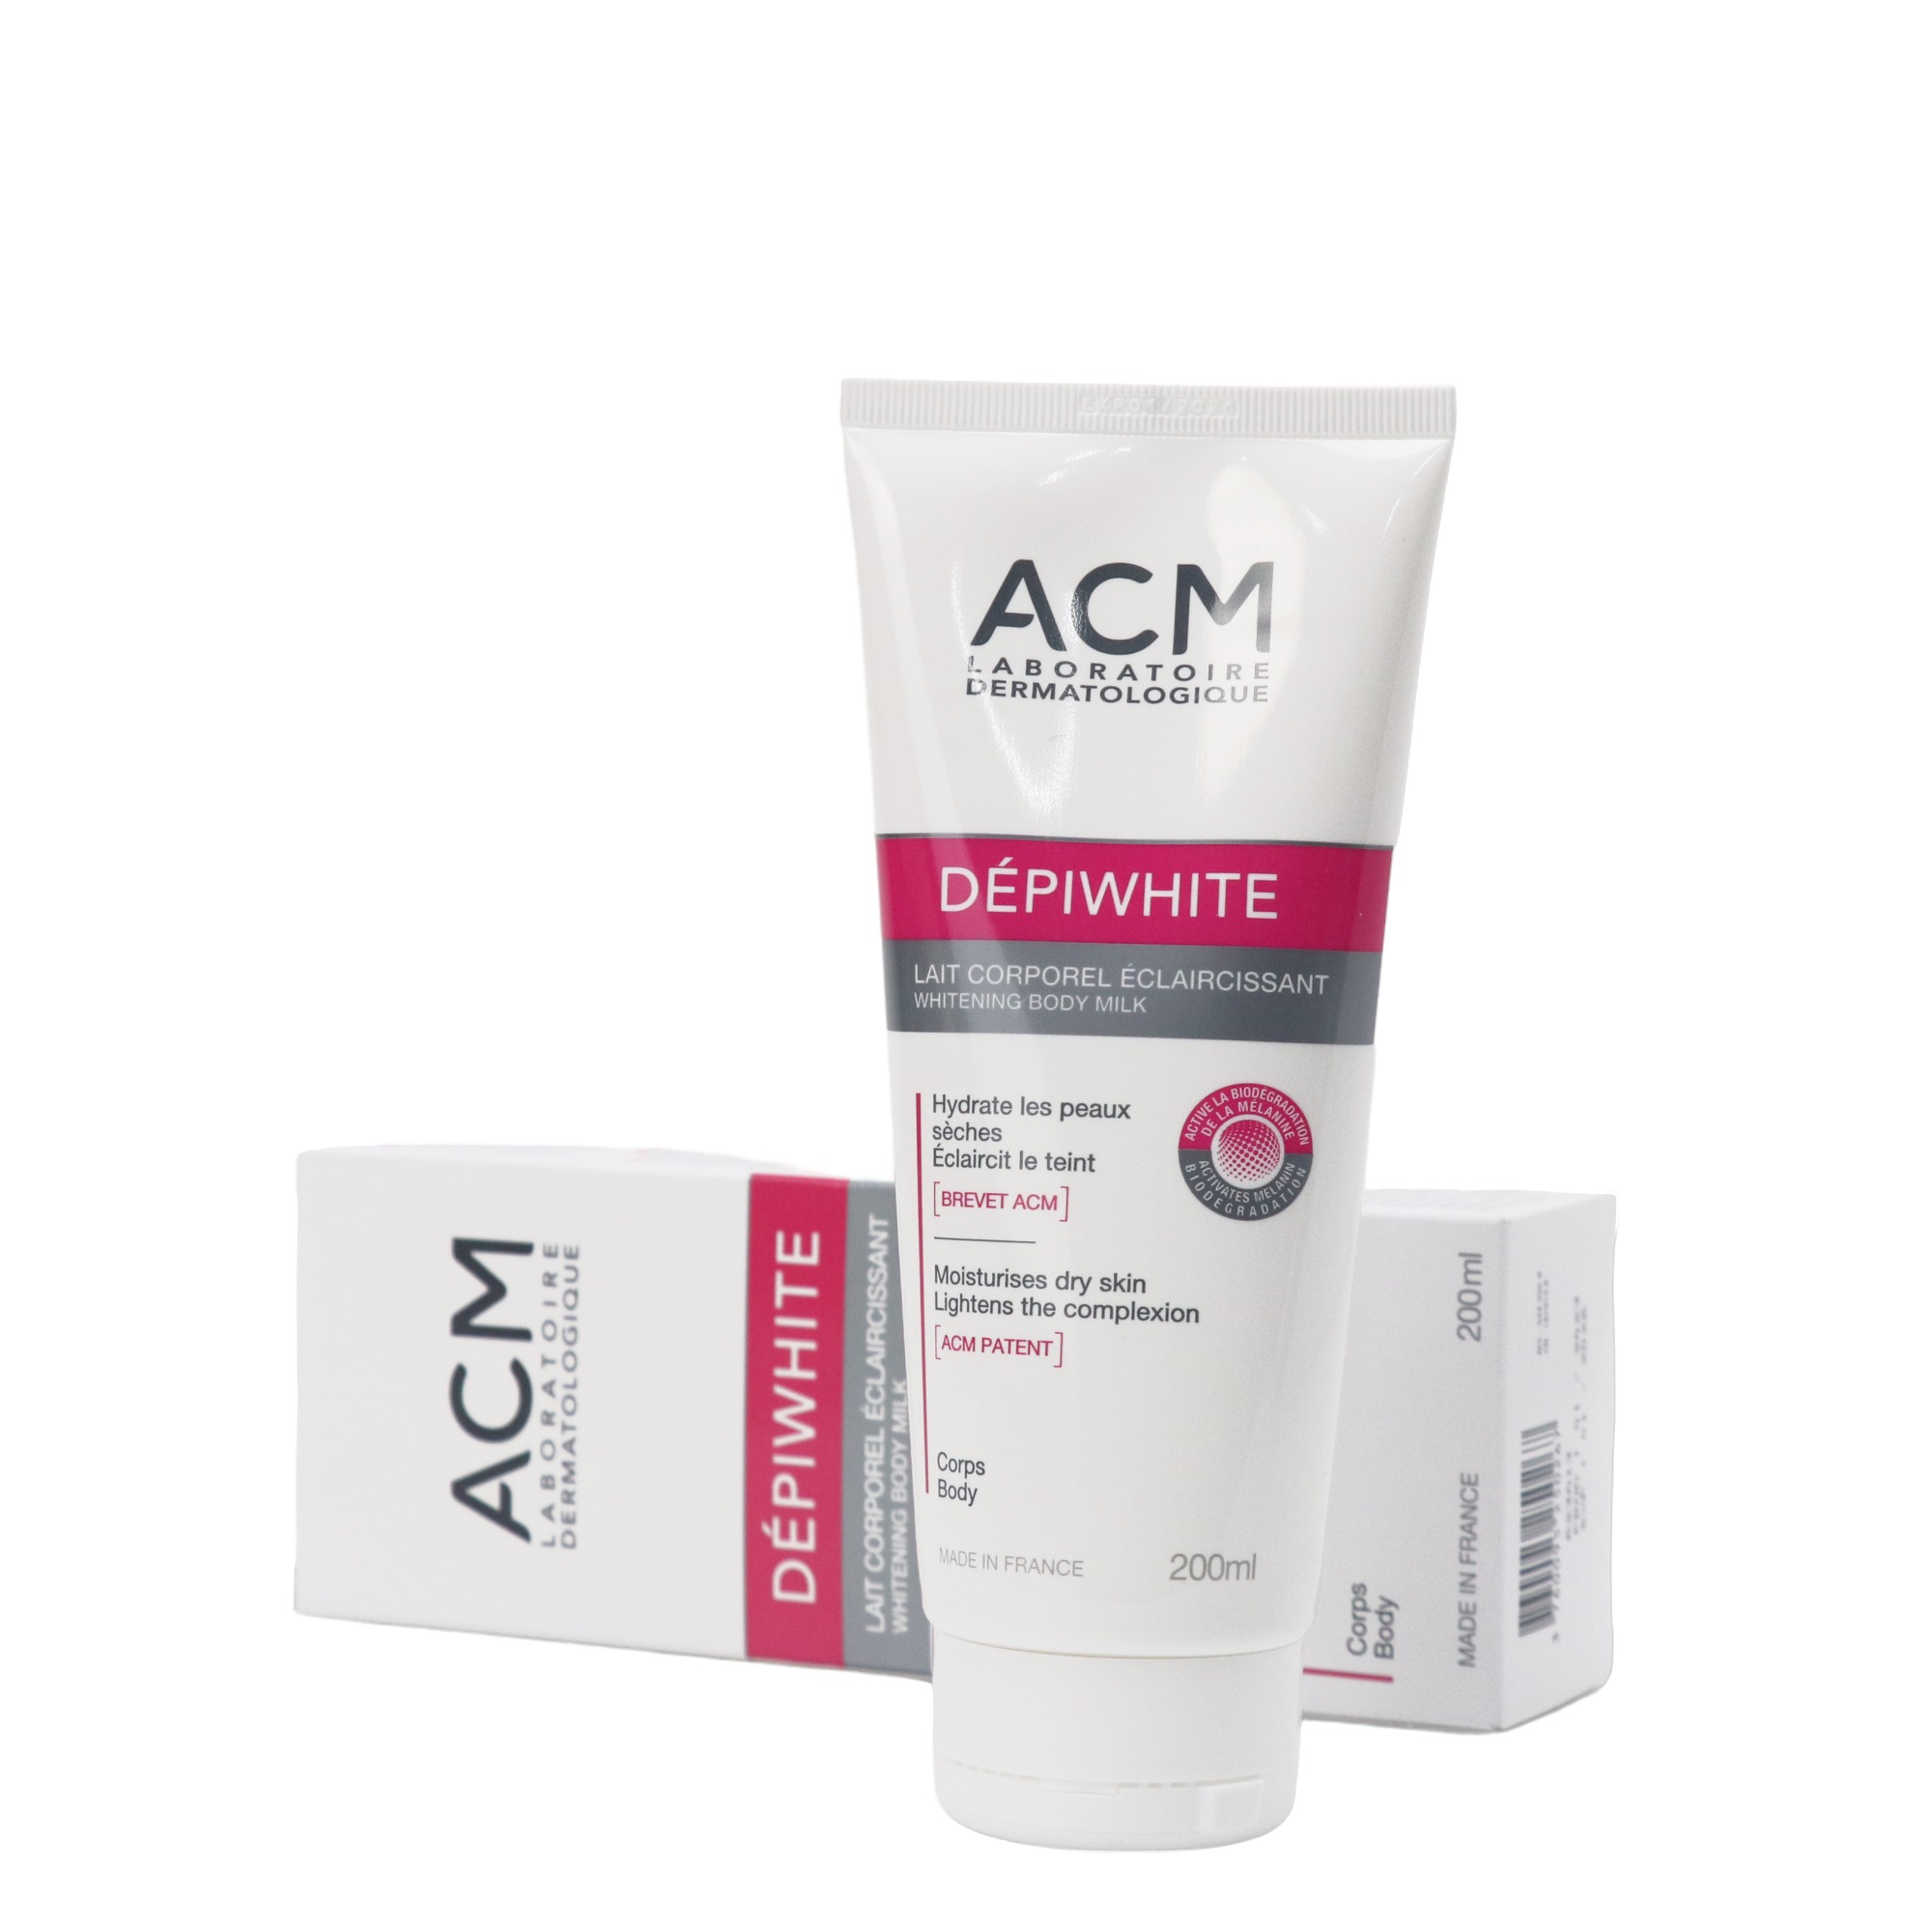 ACM
LABORATOIRE
DERMATOLOGIQUE
DÉPIWHITE
LAIT CORPOREL ÉCLAIRCISSANT
WHITENING BODY MILK
Hydrate les peaux
sèches
Éclaircit le teint
[BREVET ACM]
Moisturises dry skin
Lightens the complexion
[ACM PATENT]
ACTIVE LA BIODÉGRADATION
DE LA MÉLANINE
ACTIVATES MELANIN
BIODEGRADATION
Corps
Body
MADE IN FRANCE
200ml
ACM
LABORATOIRE
DERMATOLOGIQUE
DÉPIWHITE
LAIT CORPOREL ÉCLAIRCISSANT
WHITENING BODY MILK
Corps
Body
MADE IN FRANCE
200ml